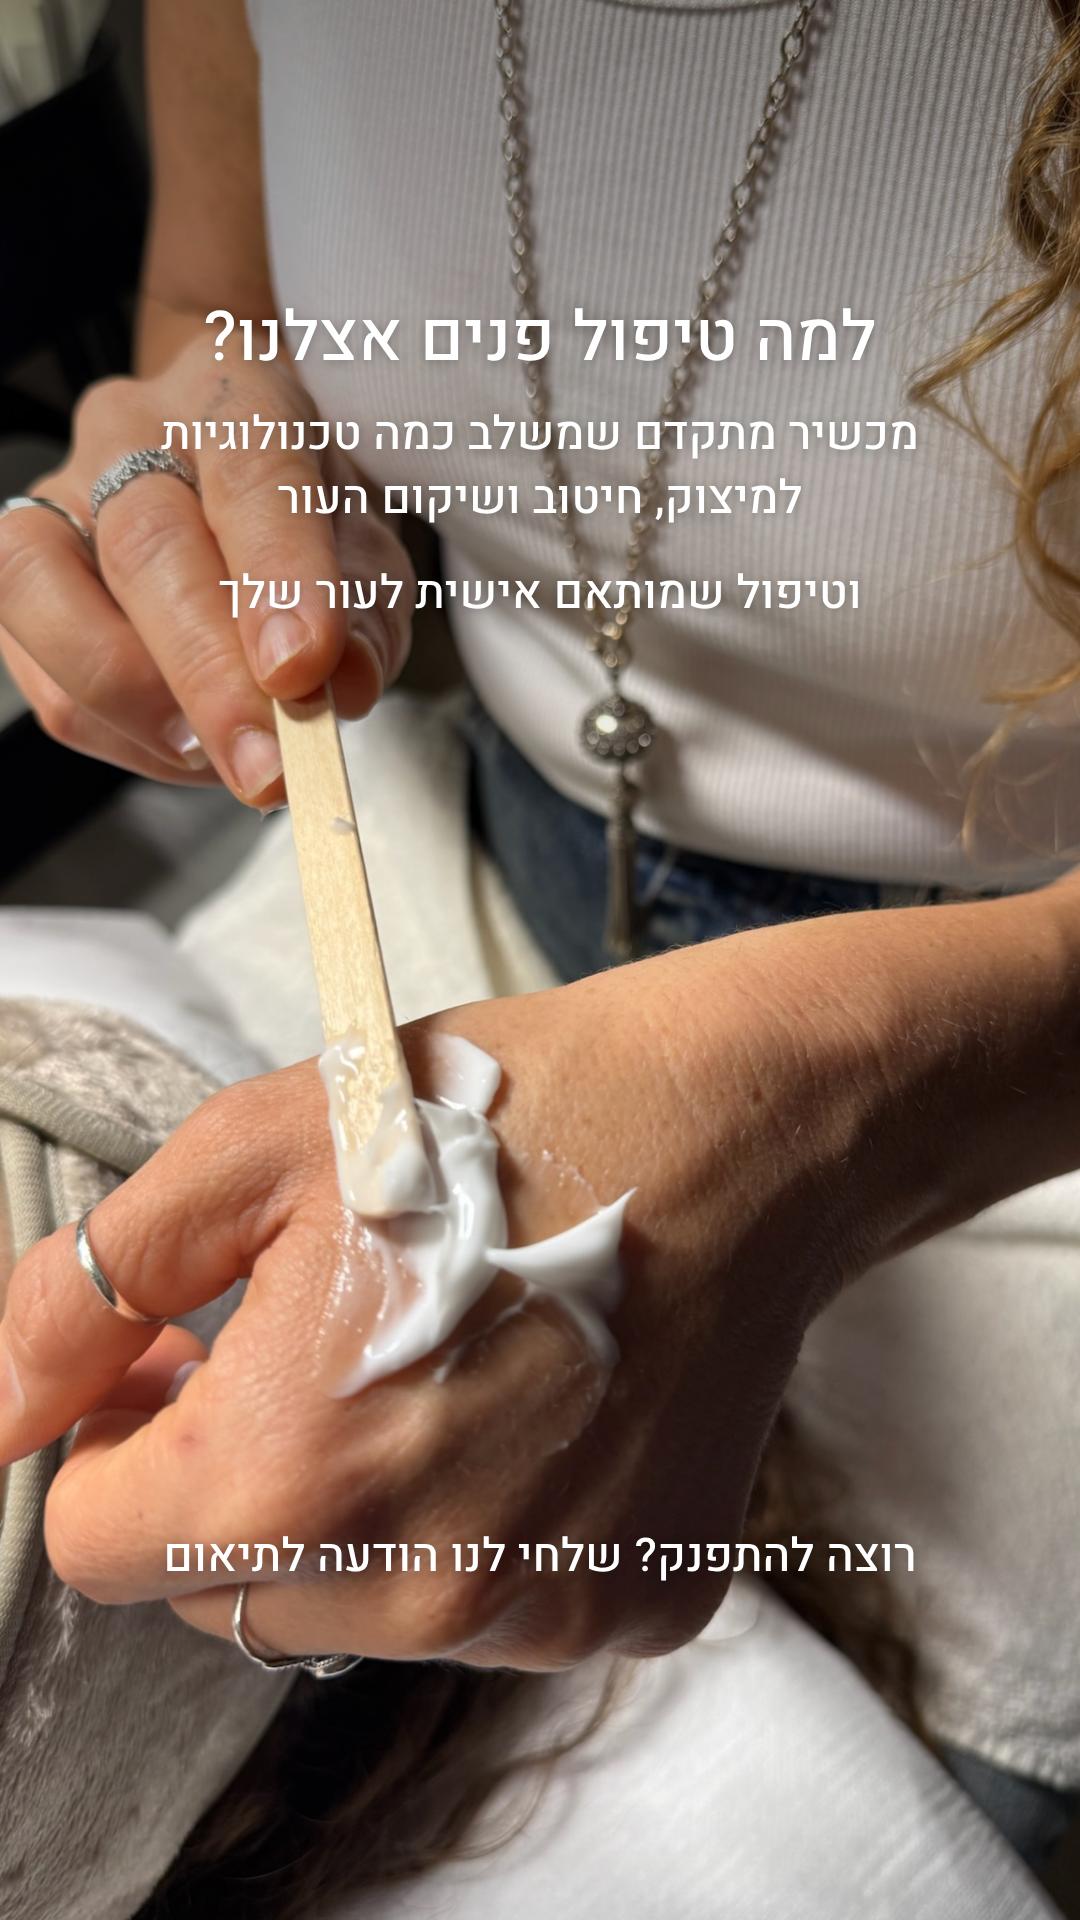 למה טיפול פנים אצלנו?
מכשיר מתקדם שמשלב כמה טכנולוגיות
למיצוק, חיטוב ושיקום העור
וטיפול שמותאם אישית לעור שלך
רוצה להתפנק? שלחי לנו הודעה לתיאום